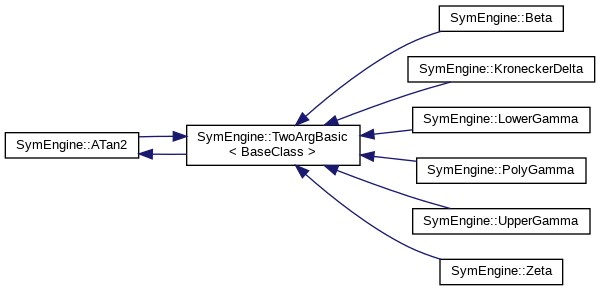 SymEngine::Beta
SymEngine::KroneckerDelta
SymEngine::LowerGamma
SymEngine::TwoArgBasic
< BaseClass >
SymEngine::ATan2
SymEngine::PolyGamma
SymEngine::UpperGamma
SymEngine::Zeta